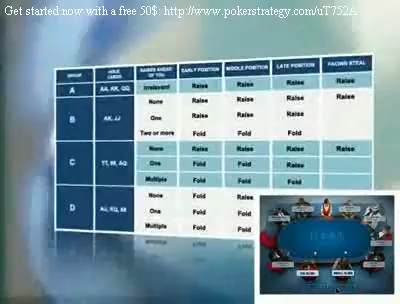 Get started now with a free 50$: http://www.pokerstrategy.com/uT752A
GROUP HOLE CARDS RAISES AHEAD OF YOU EARLY POSITION MIDDLE POSITION LATE POSITION FACING STEAL
A AA, KK, QQ Irrelevant Raise Raise Raise Raise
B AK, JJ None Raise Raise Raise Raise
One Raise Raise Raise
Two or more Fold Fold Fold
C TT, 99, AQ None Raise Raise Raise Raise
One Fold Fold Raise
Multiple Fold Fold Fold
D None Fold Raise
One Fold Fold
Multiple Fold Fold